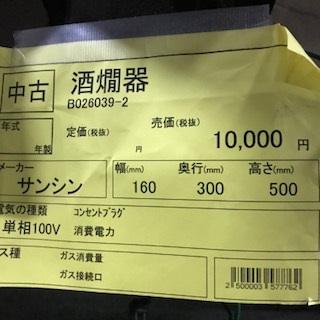 中古 酒燗器
B026039-2
年式 年製 定価(税抜) 円 売価(税抜) 10,000 円
メーカー サンシン 幅(mm) 160 奥行(mm) 300 高さ(mm) 500
電気の種類 単相100V コンセントプラグ
消費電力
ガス種 ガス消費量
ガス接続口
2 500003 577762